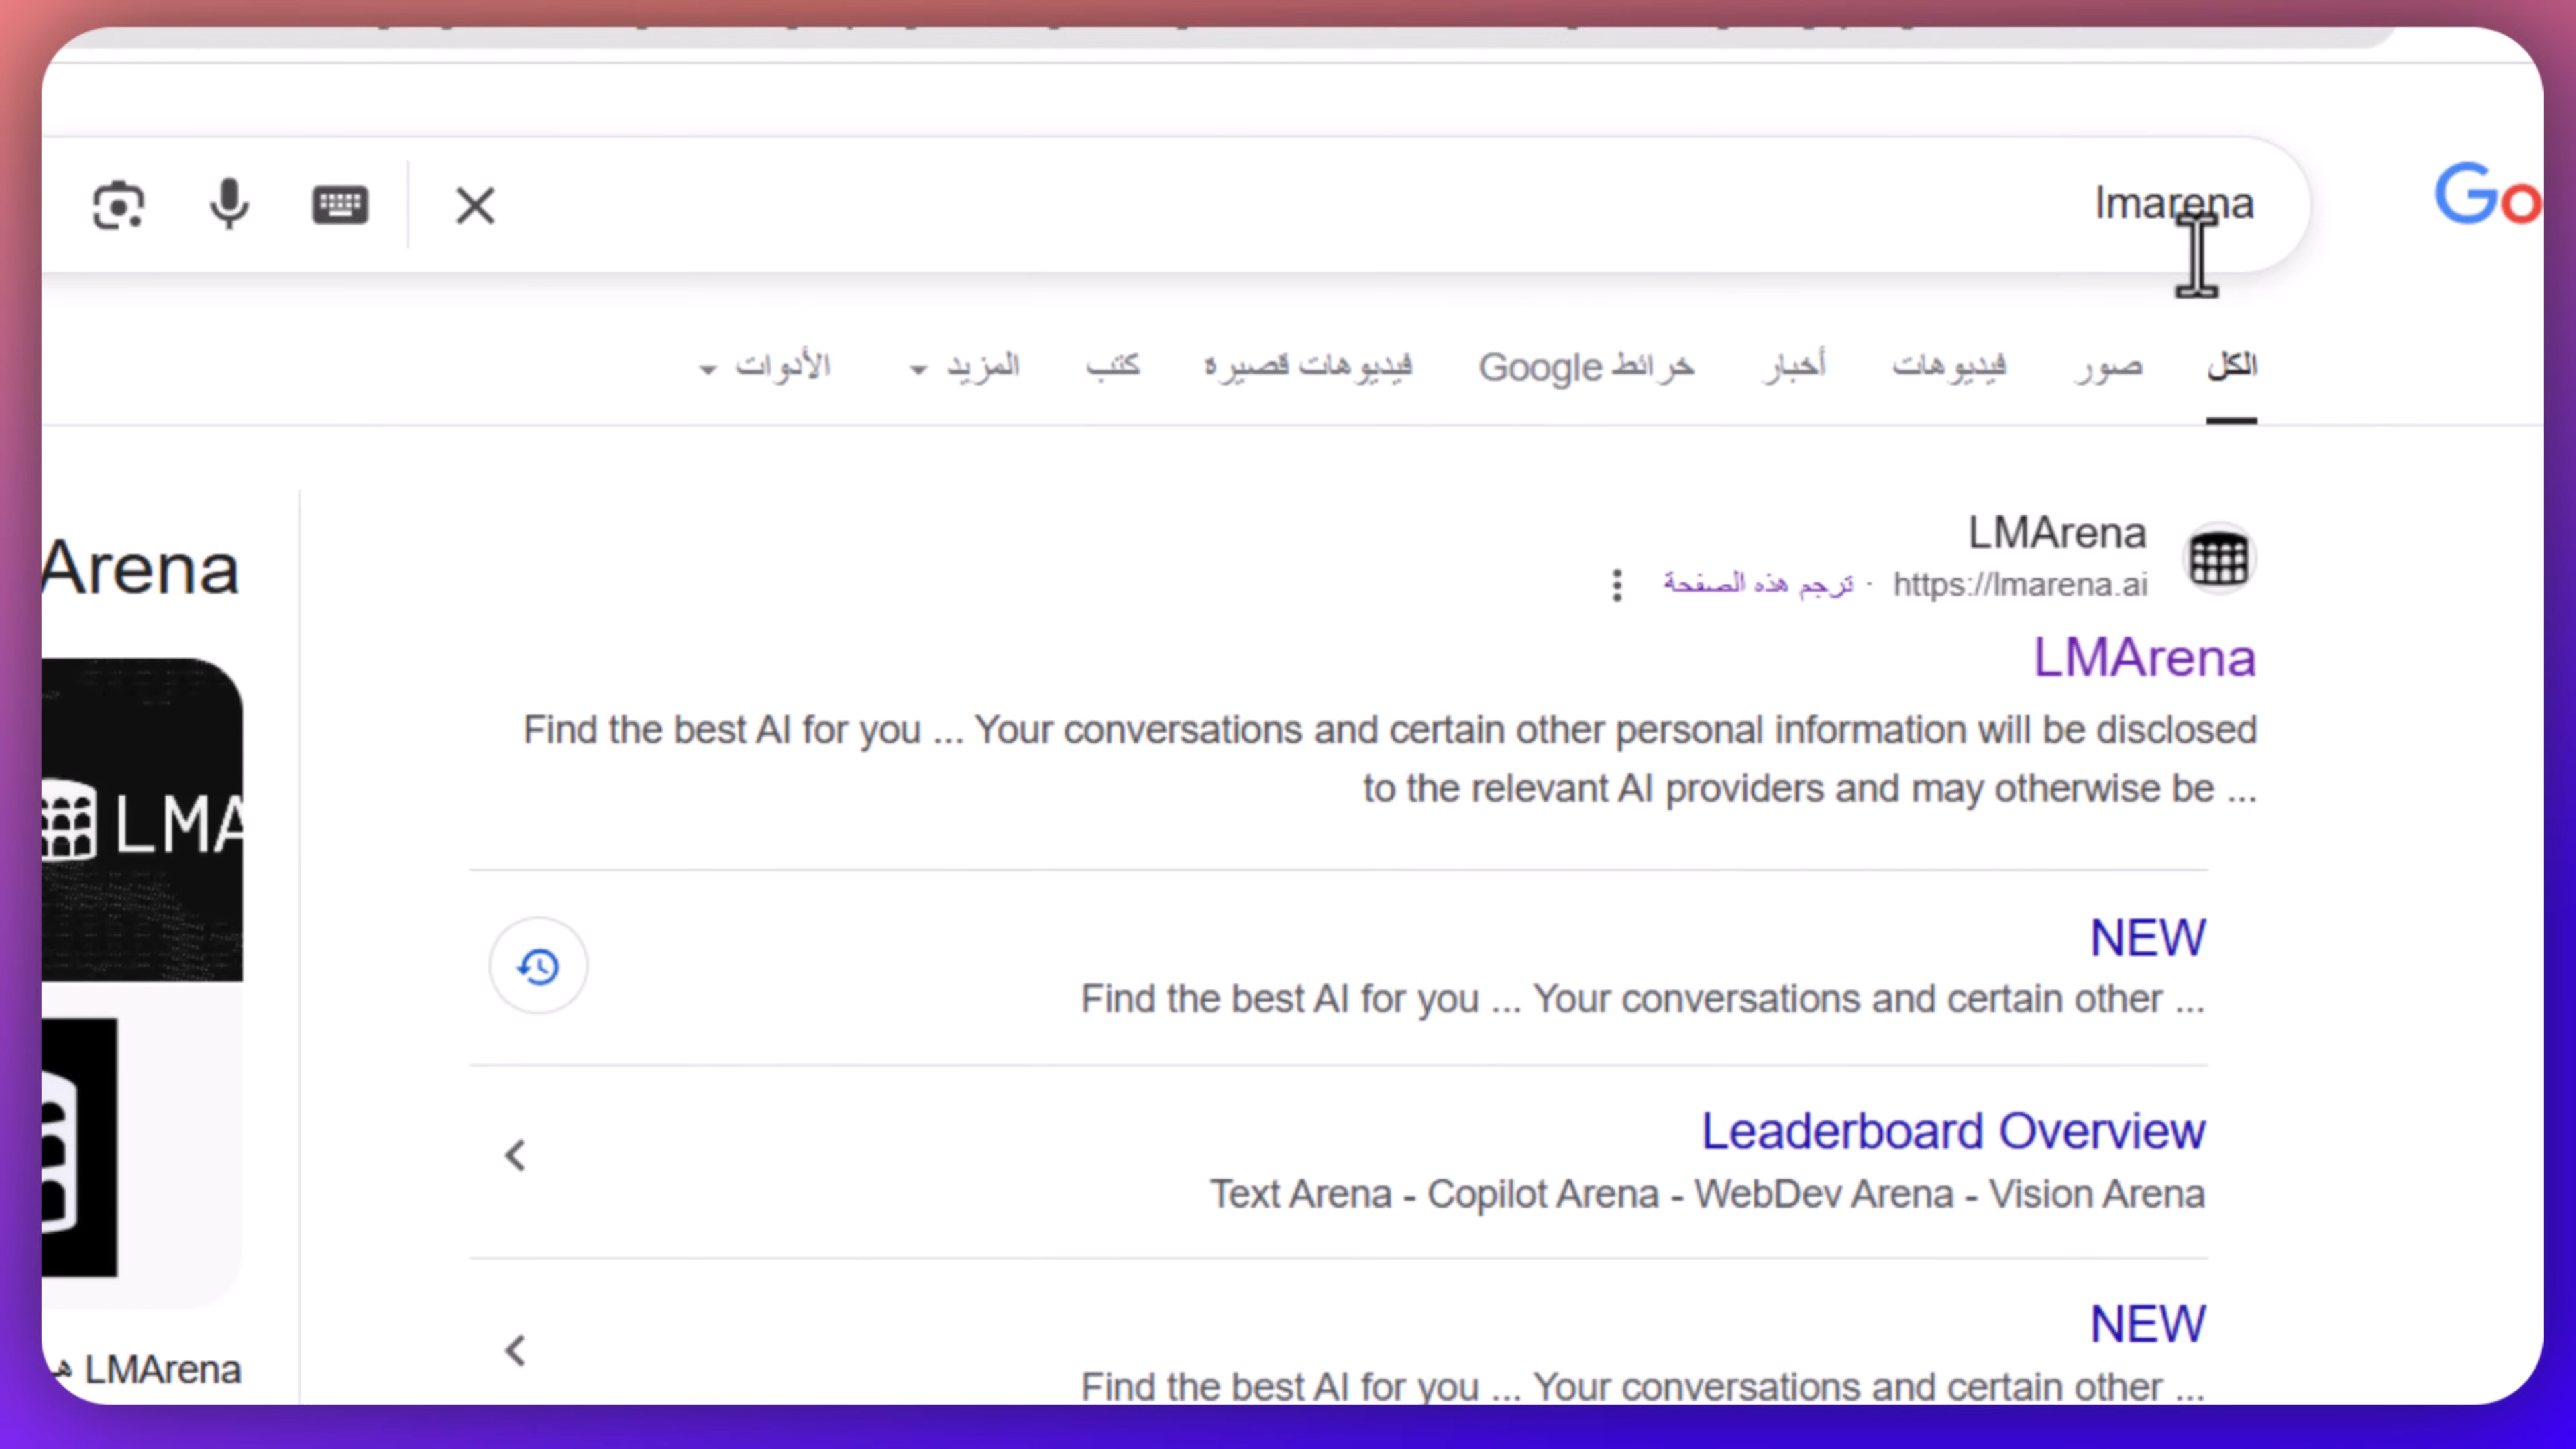 lmarena
Go
الكل صور فيديوهات أخبار خرائط Google فيديوهات قصيرة كتب المزيد الأدوات
LMArena
https://lmarena.ai · ترجم هذه الصفحة
LMArena
Find the best AI for you ... Your conversations and certain other personal information will be disclosed
to the relevant AI providers and may otherwise be ...
NEW
Find the best AI for you ... Your conversations and certain other ...
Leaderboard Overview
Text Arena - Copilot Arena - WebDev Arena - Vision Arena
NEW
Find the best AI for you ... Your conversations and certain other ...
Arena
LMA
LMArena